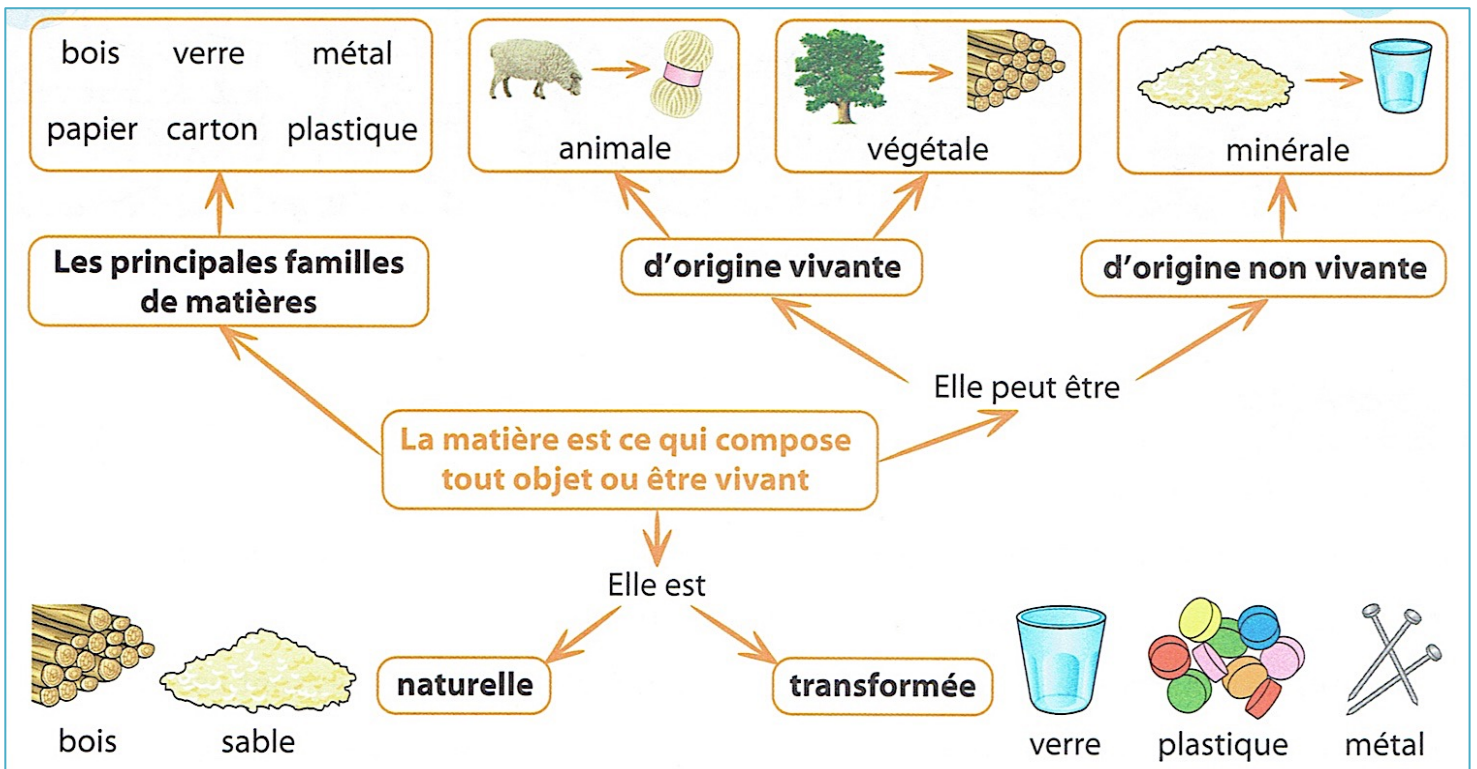 bois verre métal
papier carton plastique
animale
végétale
minérale
Les principales familles
de matières
d'origine vivante
d'origine non vivante
Elle peut être
La matière est ce qui compose
tout objet ou être vivant
Elle est
naturelle
transformée
bois
sable
verre
plastique
métal